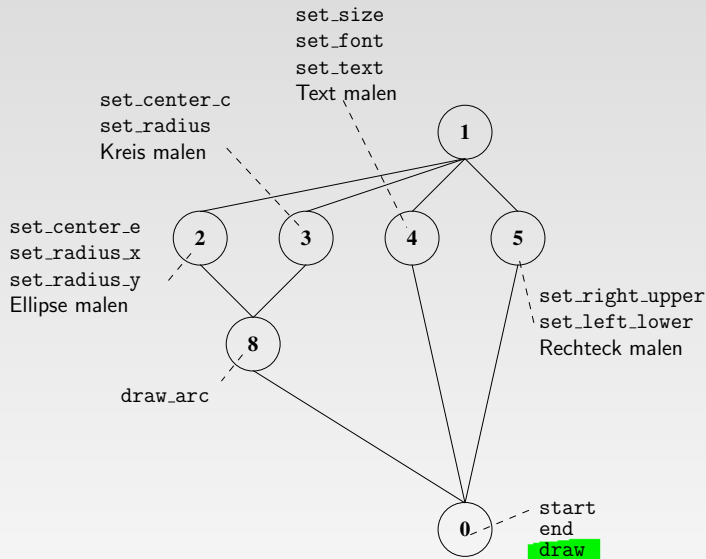 set_size
set_font
set_text
Text malen
set_center_c
set_radius
Kreis malen
1
set_center_e
set_radius_x
set_radius_y
Ellipse malen
2
3
4
5
set_right_upper
set_left_lower
Rechteck malen
8
draw_arc
0
start
end
draw